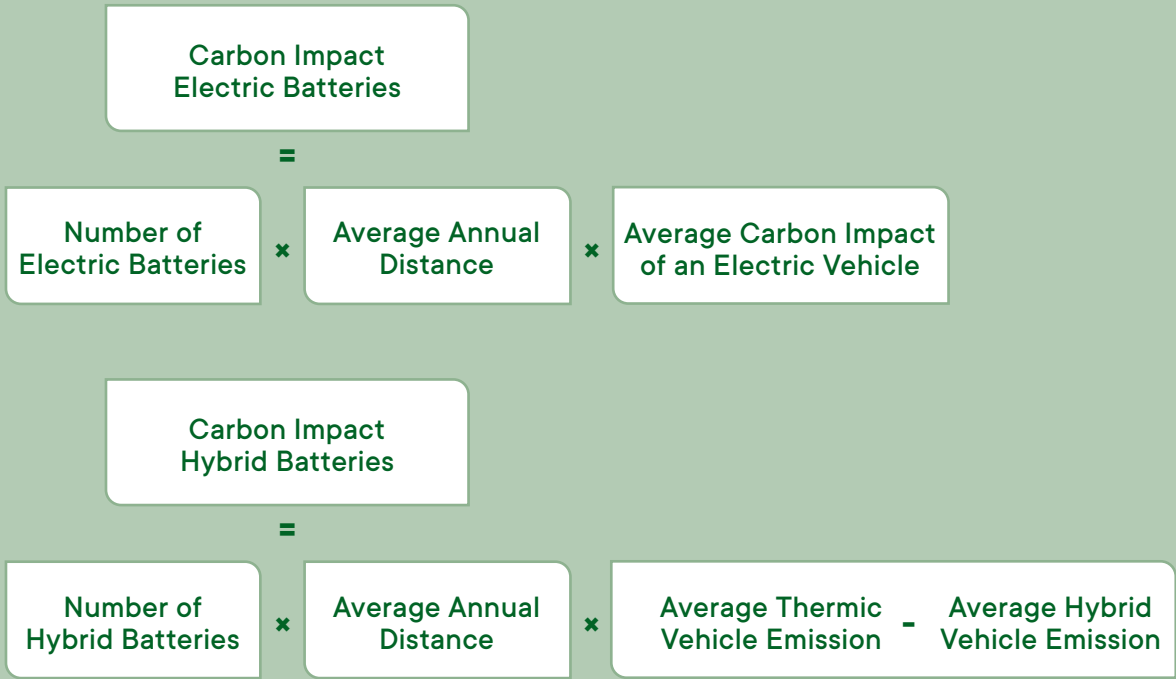 Carbon Impact
Electric Batteries
=
Number of
Electric Batteries
×
Average Annual
Distance
×
Average Carbon Impact
of an Electric Vehicle
Carbon Impact
Hybrid Batteries
=
Number of
Hybrid Batteries
×
Average Annual
Distance
×
Average Thermic
Vehicle Emission
-
Average Hybrid
Vehicle Emission